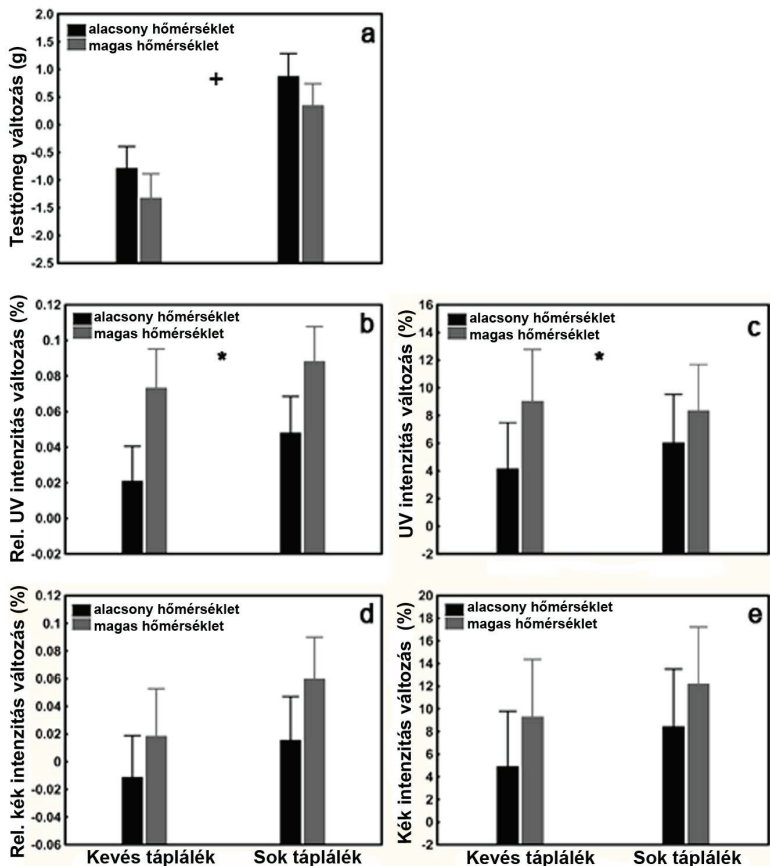 a
alacsony hőmérséklet
magas hőmérséklet
+
Testtömeg változás (g)
2.0
1.5
1.0
0.5
0.0
-0.5
-1.0
-1.5
-2.0
-2.5
b
alacsony hőmérséklet
magas hőmérséklet
*
Rel. UV intenzitás változás (%)
0.12
0.1
0.08
0.06
0.04
0.02
0.00
-0.02
c
alacsony hőmérséklet
magas hőmérséklet
*
UV intenzitás változás (%)
16
14
12
10
8
6
4
2
0
-2
d
alacsony hőmérséklet
magas hőmérséklet
Rel. kék intenzitás változás (%)
0.12
0.1
0.08
0.06
0.04
0.02
0
-0.02
-0.04
-0.06
Kevés táplálék
Sok táplálék
e
alacsony hőmérséklet
magas hőmérséklet
Kék intenzitás változás (%)
20
18
16
14
12
10
8
6
4
2
0
-2
Kevés táplálék
Sok táplálék